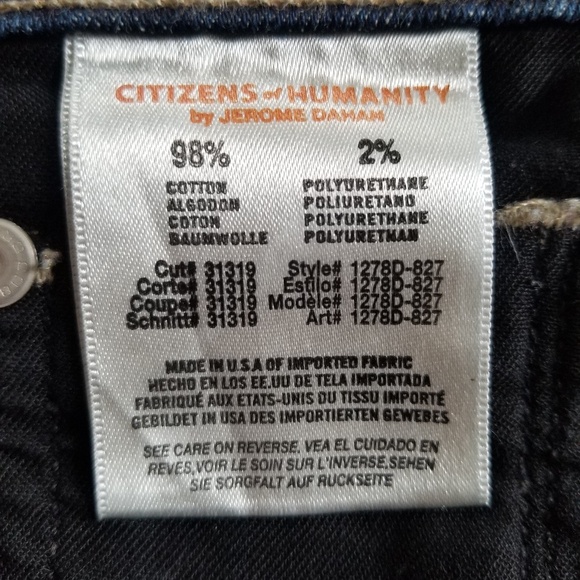 CITIZENS of HUMANITY
by JEROME DAHAN
98% 2%
COTTON POLYURETHANE
ALGODON POLIURETANO
COTON POLYURETHANE
BAUMWOLLE POLYURETHAN
Cut# 31319 Style# 1278D-827
Corte# 31319 Estilo# 1278D-827
Coupe# 31319 Modèle# 1278D-827
Schnitt# 31319 Art# 1278D-827
MADE IN U.S.A OF IMPORTED FABRIC
HECHO EN LOS EE.UU DE TELA IMPORTADA
FABRIQUÉ AUX ETATS-UNIS DU TISSU IMPORTÉ
GEBILDET IN USA DES IMPORTIERTEN GEWEBES
SEE CARE ON REVERSE, VEA EL CUIDADO EN
REVES,VOIR LE SOIN SUR L'INVERSE,SEHEN
SIE SORGFALT AUF RUCKSEITE